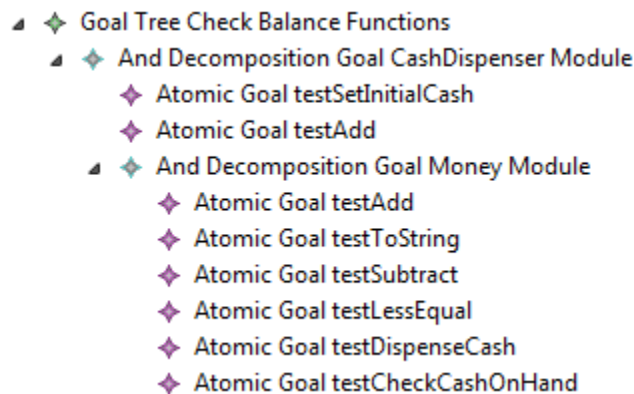 Goal Tree Check Balance Functions
And Decomposition Goal CashDispenser Module
Atomic Goal testSetInitialCash
Atomic Goal testAdd
And Decomposition Goal Money Module
Atomic Goal testAdd
Atomic Goal testToString
Atomic Goal testSubtract
Atomic Goal testLessEqual
Atomic Goal testDispenseCash
Atomic Goal testCheckCashOnHand